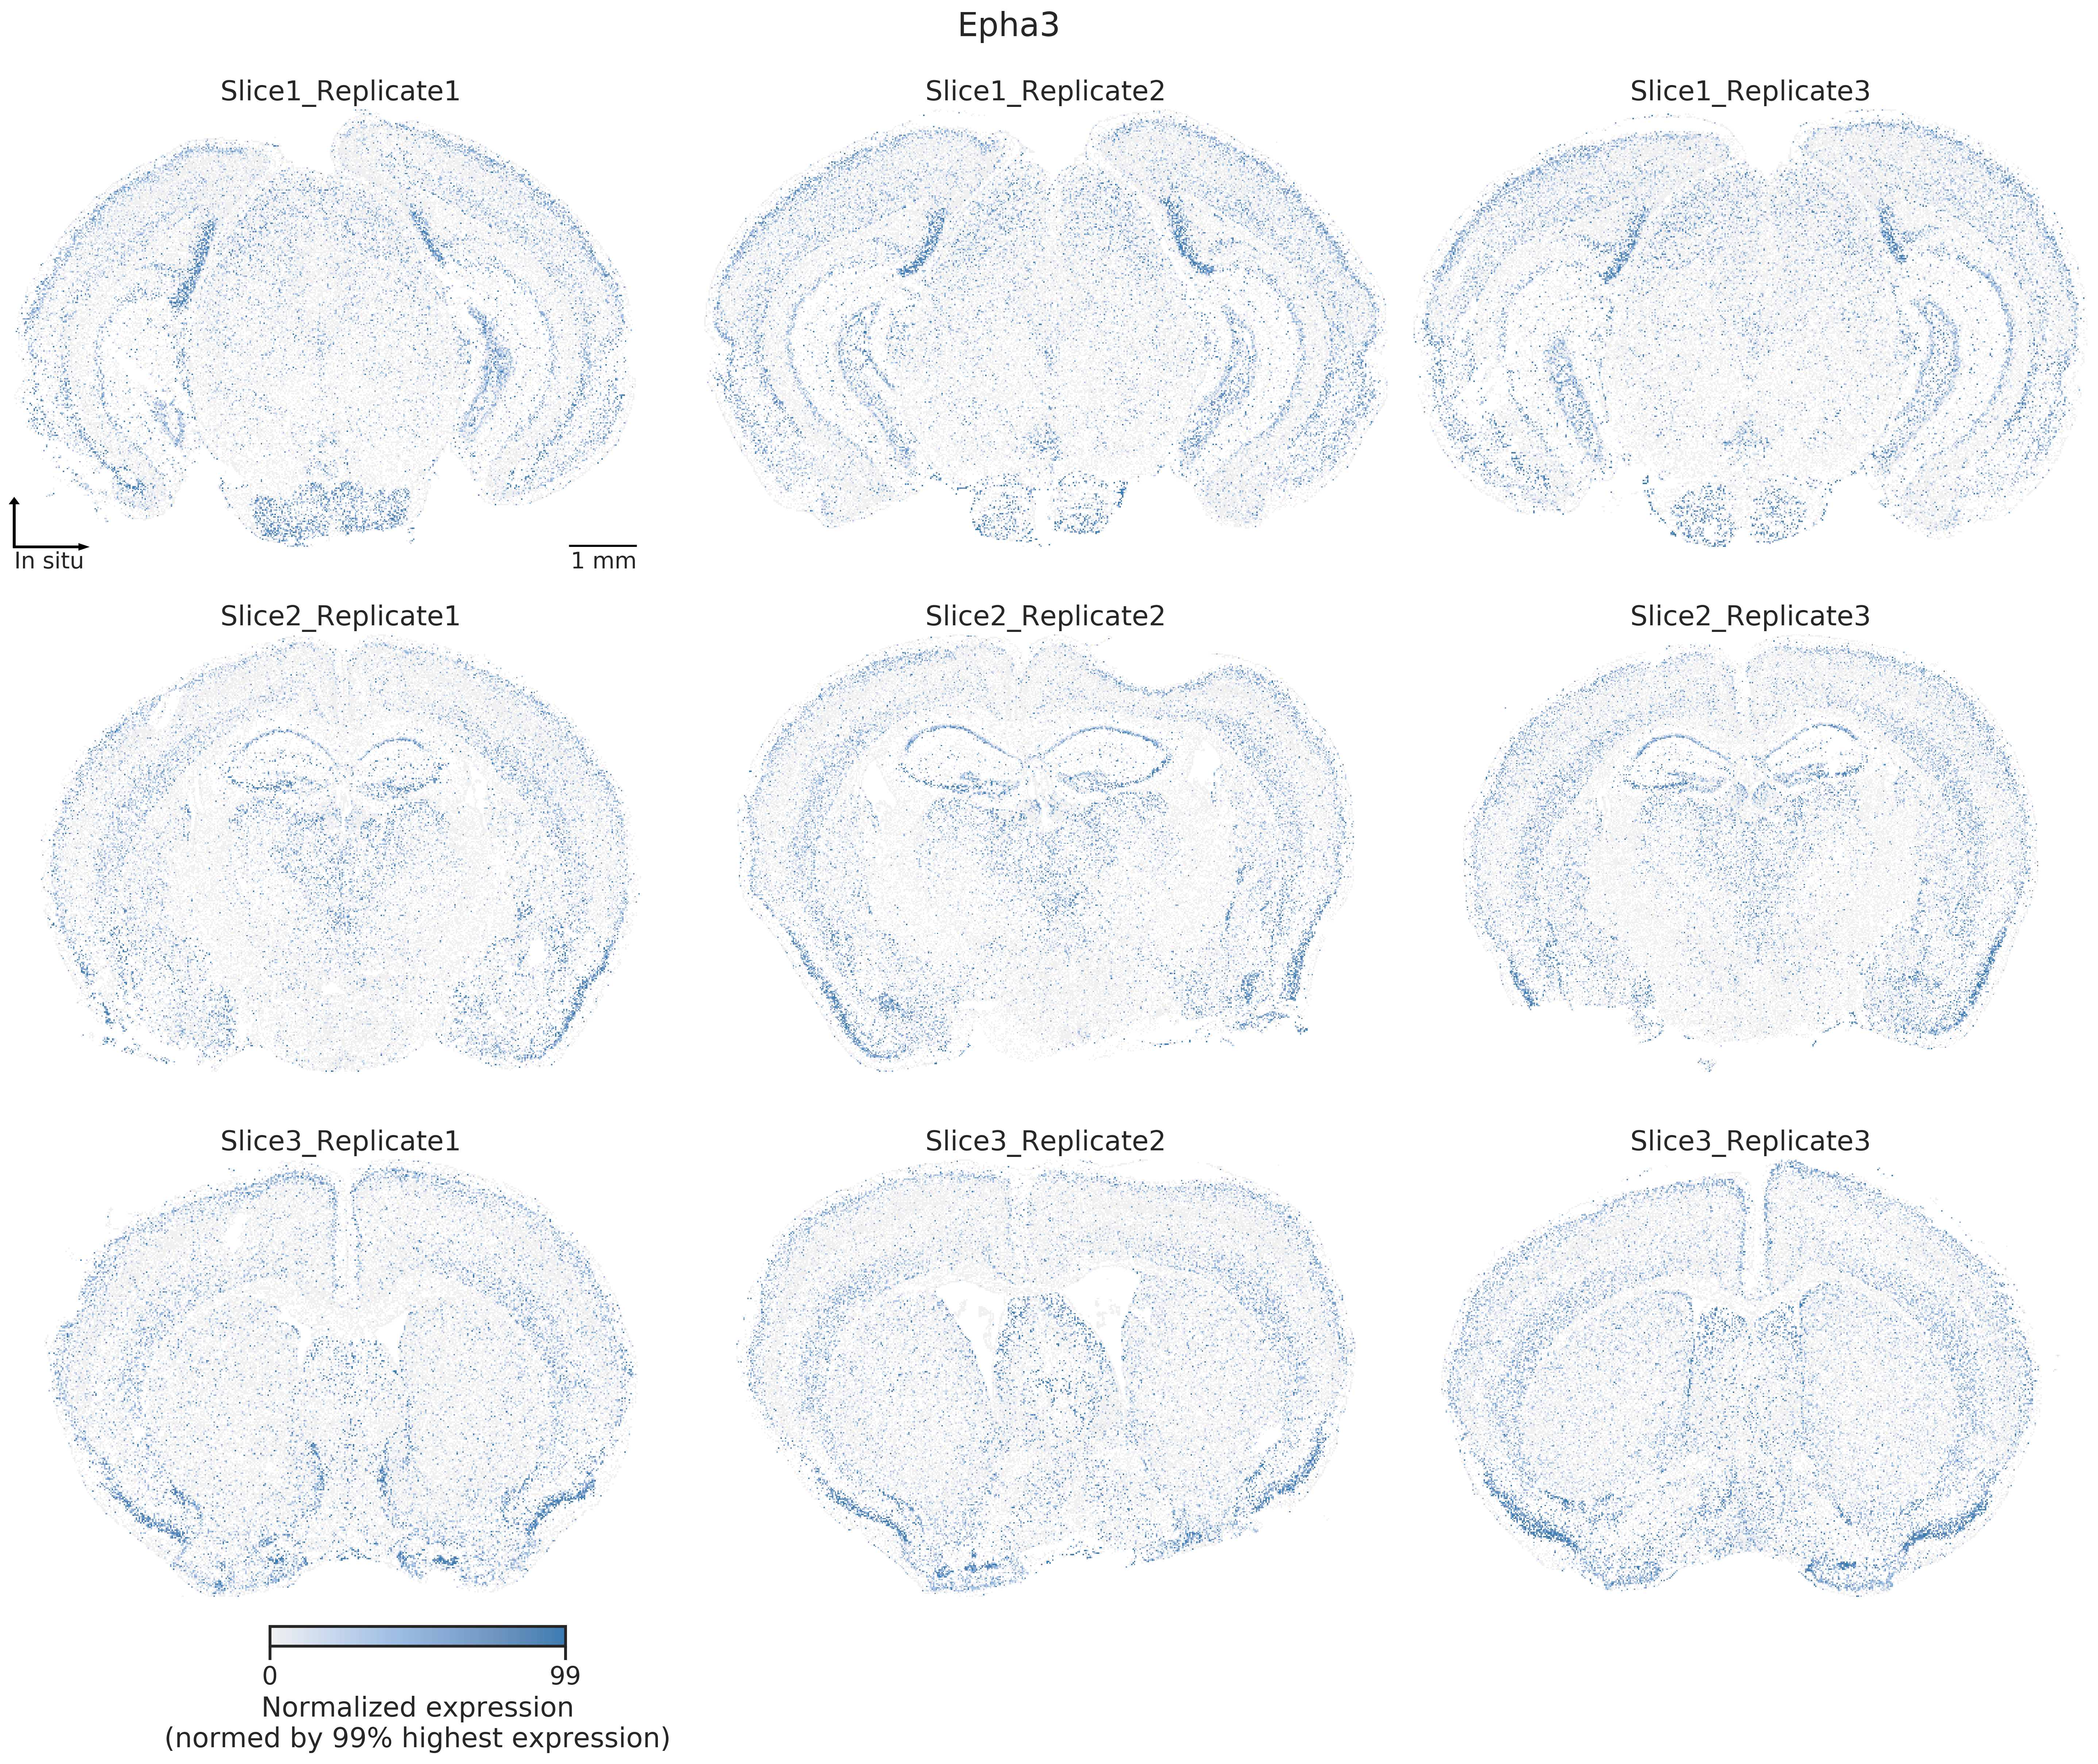 Epha3
Slice1_Replicate1
Slice1_Replicate2
Slice1_Replicate3
In situ
1 mm
Slice2_Replicate1
Slice2_Replicate2
Slice2_Replicate3
Slice3_Replicate1
Slice3_Replicate2
Slice3_Replicate3
0
99
Normalized expression
(normed by 99% highest expression)